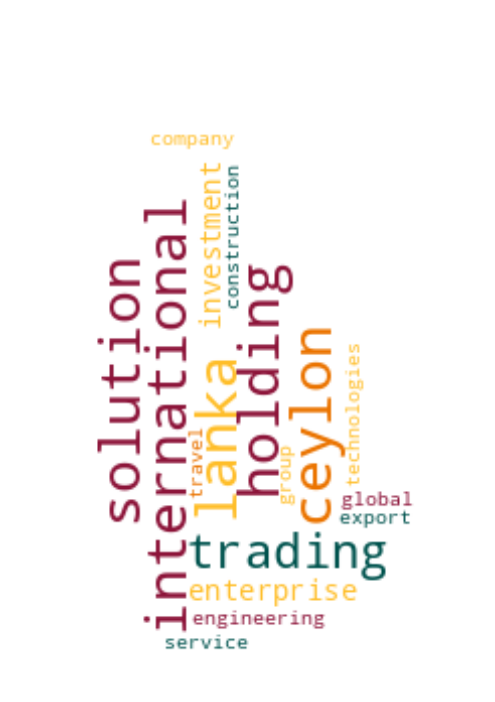 company
investment
construction
international
solution
holding
ceylon
technologies
lanka
travel
group
global
export
trading
enterprise
engineering
service